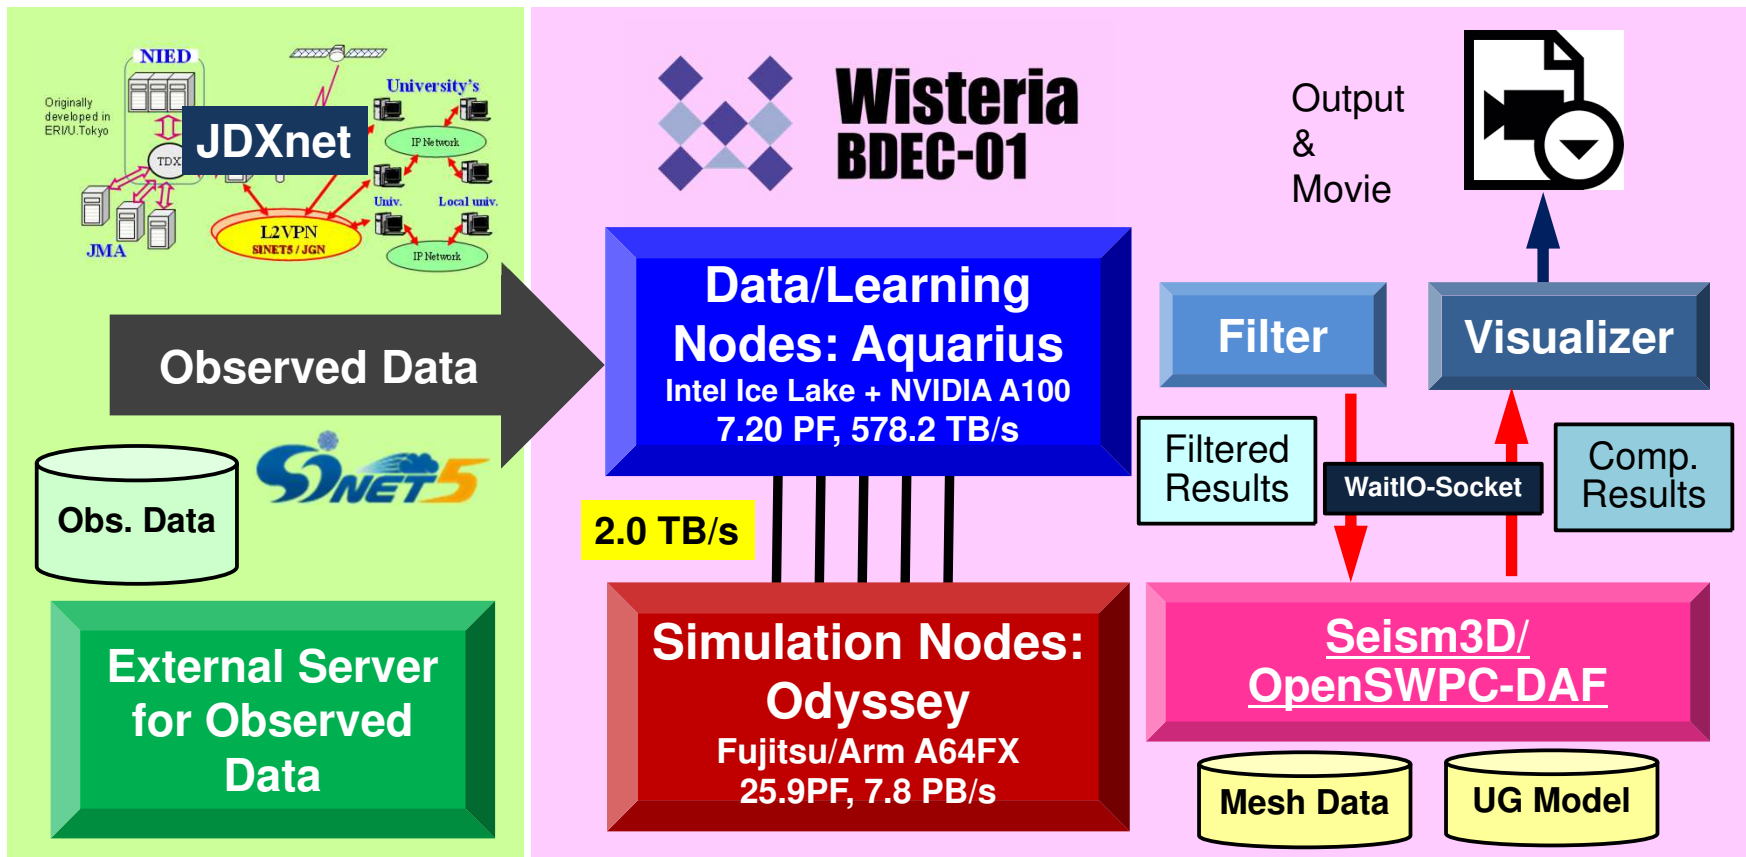 NIED
Originally
developed in
ERI/U.Tokyo
JDXnet
TDX
University's
IP Network
Univ.
Local univ.
L2VPN
SINET5 / JGN
IP Network
JMA
Observed Data
SINET5
Obs. Data
External Server
for Observed
Data
Wisteria
BDEC-01
Data/Learning
Nodes: Aquarius
Intel Ice Lake + NVIDIA A100
7.20 PF, 578.2 TB/s
2.0 TB/s
Simulation Nodes:
Odyssey
Fujitsu/Arm A64FX
25.9PF, 7.8 PB/s
Output
&
Movie
Filter
Visualizer
Filtered
Results
WaitIO-Socket
Comp.
Results
Seism3D/
OpenSWPC-DAF
Mesh Data
UG Model